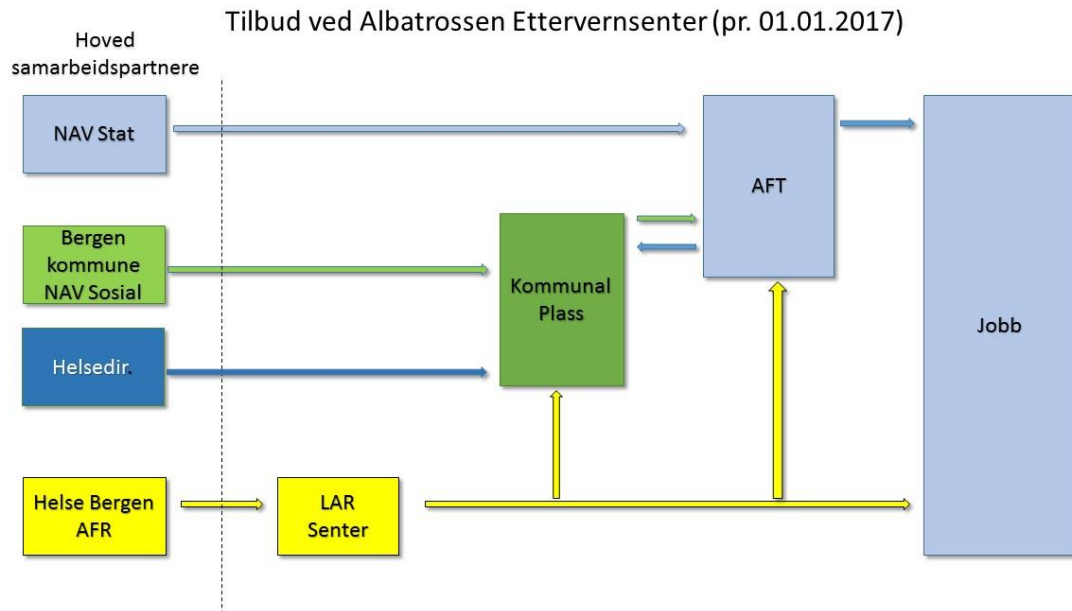 Tilbud ved Albatrossen Ettervernsenter (pr. 01.01.2017)
Hoved
samarbeidspartnere
NAV Stat
AFT
Bergen
kommune
NAV Sosial
Kommunal
Plass
Helsedir.
Jobb
Helse Bergen
AFR
LAR
Senter